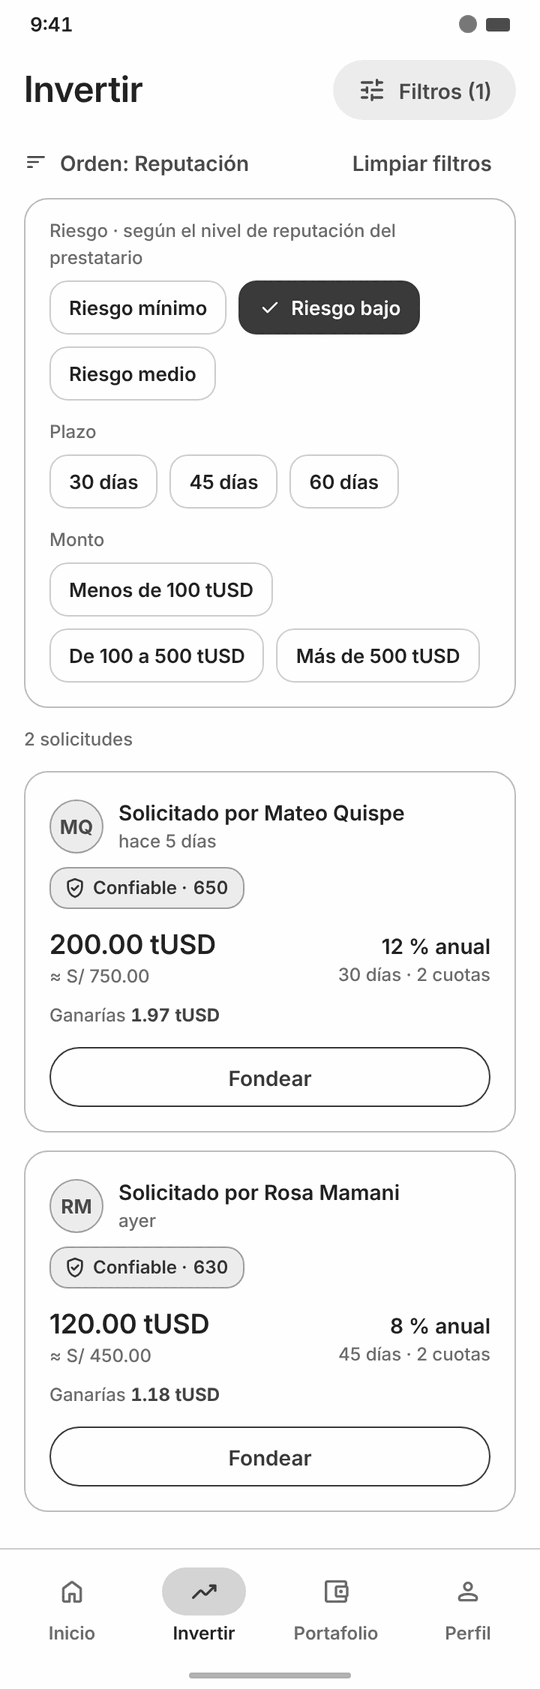 9:41
Invertir
Filtros (1)
Orden: Reputación
Limpiar filtros
Riesgo · según el nivel de reputación del
prestatario
Riesgo mínimo
Riesgo bajo
Riesgo medio
Plazo
30 días
45 días
60 días
Monto
Menos de 100 tUSD
De 100 a 500 tUSD
Más de 500 tUSD
2 solicitudes
MQ
Solicitado por Mateo Quispe
hace 5 días
Confiable · 650
200.00 tUSD
12 % anual
≈ S/ 750.00
30 días · 2 cuotas
Ganarías 1.97 tUSD
Fondear
RM
Solicitado por Rosa Mamani
ayer
Confiable · 630
120.00 tUSD
8 % anual
≈ S/ 450.00
45 días · 2 cuotas
Ganarías 1.18 tUSD
Fondear
Inicio
Invertir
Portafolio
Perfil